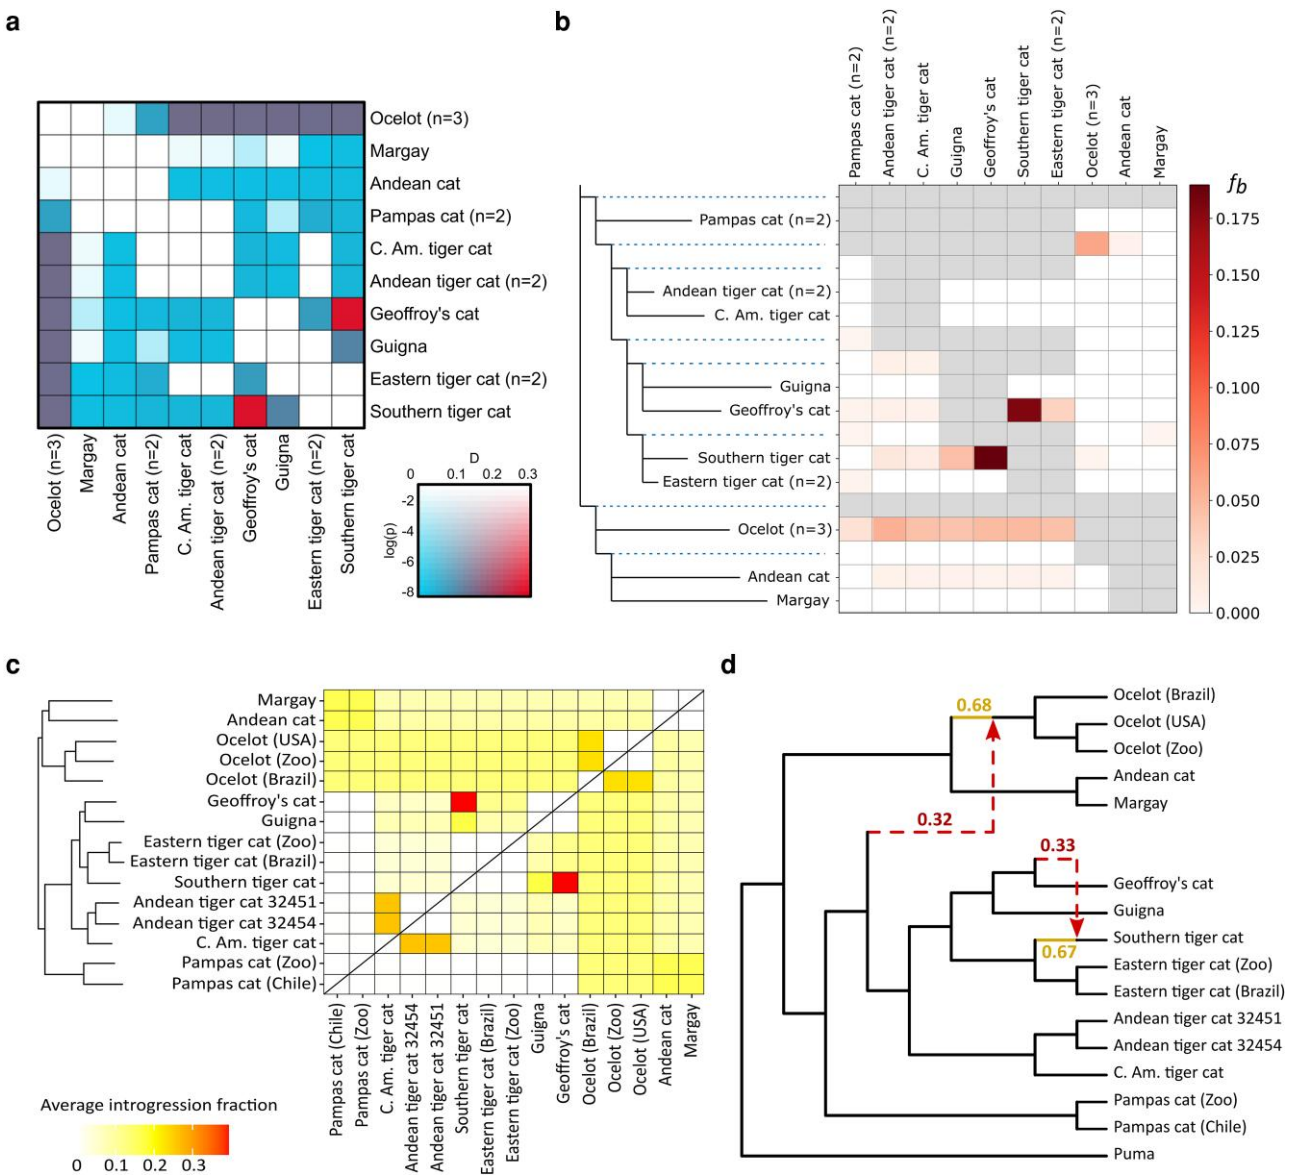 a
Ocelot (n=3)
Margay
Andean cat
Pampas cat (n=2)
C. Am. tiger cat
Andean tiger cat (n=2)
Geoffroy's cat
Guigna
Eastern tiger cat (n=2)
Southern tiger cat
Ocelot (n=3)
Margay
Andean cat
Pampas cat (n=2)
C. Am. tiger cat
Andean tiger cat (n=2)
Geoffroy's cat
Guigna
Eastern tiger cat (n=2)
Southern tiger cat
D
0 0.1 0.2 0.3
log(p)
-2
-4
-6
-8
b
Pampas cat (n=2)
Andean tiger cat (n=2)
C. Am. tiger cat
Guigna
Geoffroy's cat
Southern tiger cat
Eastern tiger cat (n=2)
Ocelot (n=3)
Andean cat
Margay
Pampas cat (n=2)
Andean tiger cat (n=2)
C. Am. tiger cat
Guigna
Geoffroy's cat
Southern tiger cat
Eastern tiger cat (n=2)
Ocelot (n=3)
Andean cat
Margay
fb
0.175
0.150
0.125
0.100
0.075
0.050
0.025
0.000
c
Margay
Andean cat
Ocelot (USA)
Ocelot (Zoo)
Ocelot (Brazil)
Geoffroy's cat
Guigna
Eastern tiger cat (Zoo)
Eastern tiger cat (Brazil)
Southern tiger cat
Andean tiger cat 32451
Andean tiger cat 32454
C. Am. tiger cat
Pampas cat (Zoo)
Pampas cat (Chile)
Pampas cat (Chile)
Pampas cat (Zoo)
C. Am. tiger cat
Andean tiger cat 32454
Andean tiger cat 32451
Southern tiger cat
Eastern tiger cat (Brazil)
Eastern tiger cat (Zoo)
Guigna
Geoffroy's cat
Ocelot (Brazil)
Ocelot (Zoo)
Ocelot (USA)
Andean cat
Margay
Average introgression fraction
0 0.1 0.2 0.3
d
0.68
0.32
0.33
0.67
Ocelot (Brazil)
Ocelot (USA)
Ocelot (Zoo)
Andean cat
Margay
Geoffroy's cat
Guigna
Southern tiger cat
Eastern tiger cat (Zoo)
Eastern tiger cat (Brazil)
Andean tiger cat 32451
Andean tiger cat 32454
C. Am. tiger cat
Pampas cat (Zoo)
Pampas cat (Chile)
Puma